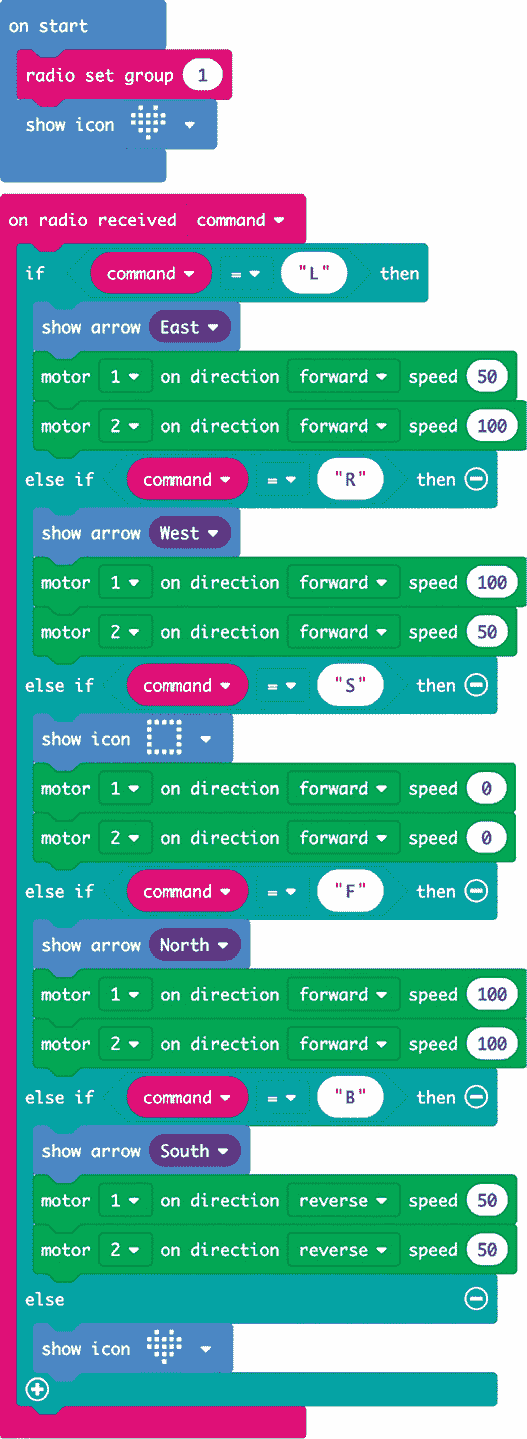 on start
radio set group 1
show icon
on radio received command
if command = "L" then
show arrow East
motor 1 on direction forward speed 50
motor 2 on direction forward speed 100
else if command = "R" then
show arrow West
motor 1 on direction forward speed 100
motor 2 on direction forward speed 50
else if command = "S" then
show icon
motor 1 on direction forward speed 0
motor 2 on direction forward speed 0
else if command = "F" then
show arrow North
motor 1 on direction forward speed 100
motor 2 on direction forward speed 100
else if command = "B" then
show arrow South
motor 1 on direction reverse speed 50
motor 2 on direction reverse speed 50
else
show icon